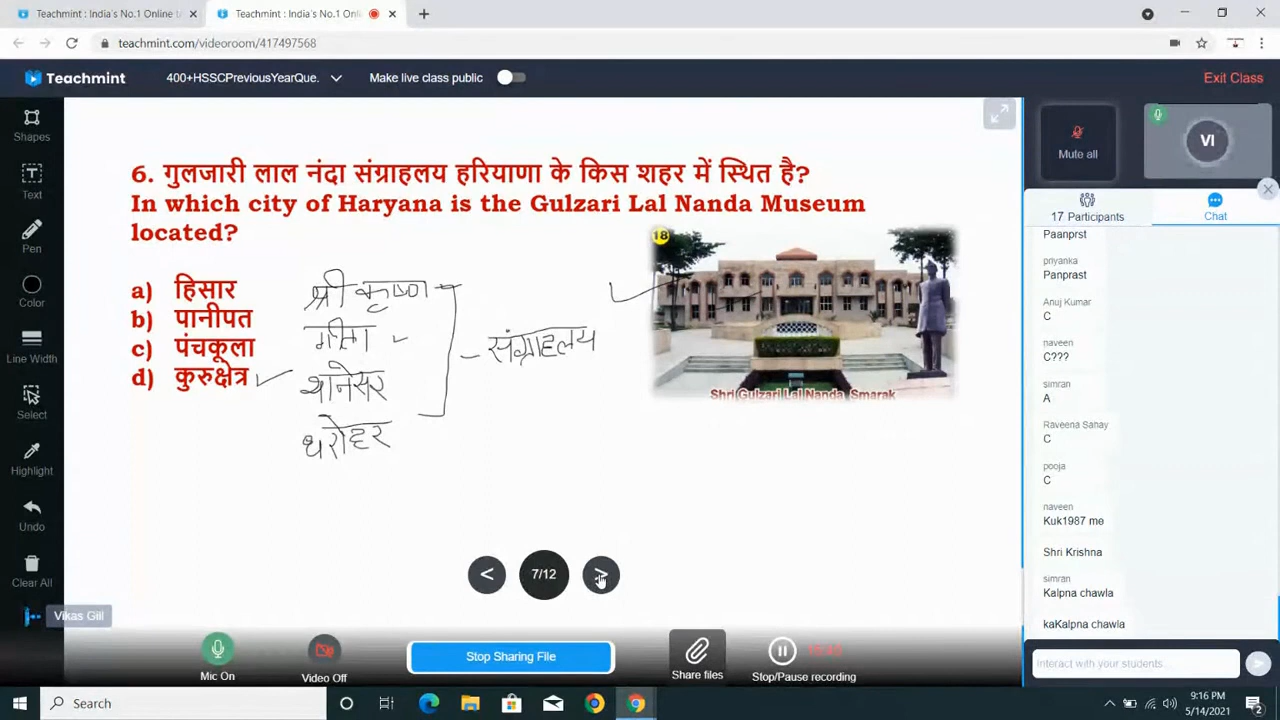 Teachmint : India's No.1 Online t
Teachmint : India's No.1 Onl
teachmint.com/videoroom/417497568
Teachmint
400+HSSCPreviousYearQue.
Make live class public
Exit Class
Shapes
Text
Pen
Color
Line Width
Select
Highlight
Undo
Clear All
Vikas Gill
6. गुलजारी लाल नंदा संग्राहलय हरियाणा के किस शहर में स्थित है?
In which city of Haryana is the Gulzari Lal Nanda Museum
located?
a) हिसार
b) पानीपत
c) पंचकूला
d) कुरुक्षेत्र
श्री कृष्ण
गीता
थानेसर
धरोहर
- संग्राहलय
18
Shri Gulzari Lal Nanda Smarak
< 7/12 >
Mute all
VI
17 Participants
Chat
Paanprst
priyanka
Panprast
Anuj Kumar
C
naveen
C???
simran
A
Raveena Sahay
C
pooja
C
naveen
Kuk1987 me
Shri Krishna
simran
Kalpna chawla
kaKalpna chawla
Interact with your students...
Mic On
Video Off
Stop Sharing File
Share files
Stop/Pause recording
Search
9:16 PM
5/14/2021
2